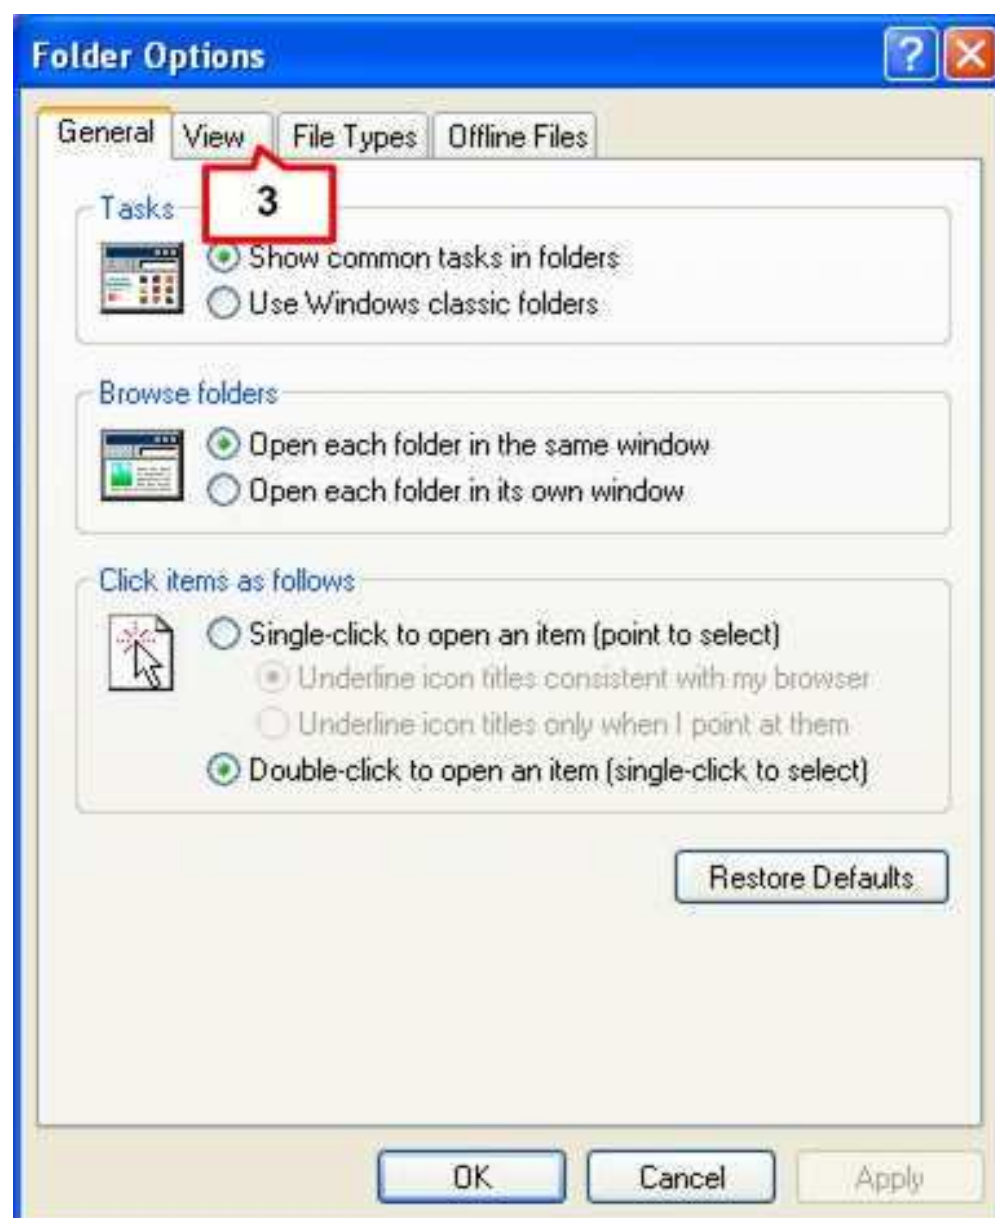 Folder Options
General View File Types Offline Files
3
Tasks
Show common tasks in folders
Use Windows classic folders
Browse folders
Open each folder in the same window
Open each folder in its own window
Click items as follows
Single-click to open an item (point to select)
Underline icon titles consistent with my browser
Underline icon titles only when I point at them
Double-click to open an item (single-click to select)
Restore Defaults
OK Cancel Apply